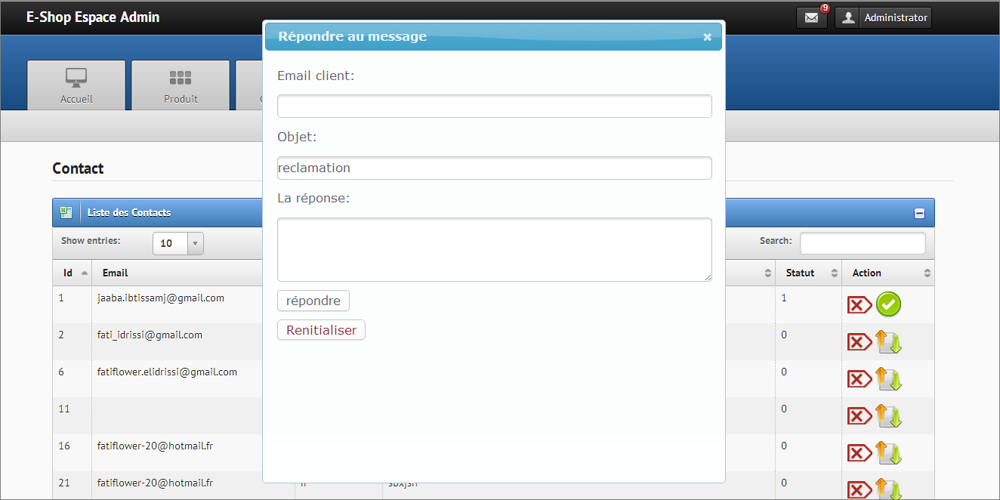 E-Shop Espace Admin
9
Administrator
Répondre au message
Accueil
Produit
Email client:
Objet:
reclamation
La réponse:
répondre
Renitialiser
Contact
Liste des Contacts
Show entries: 10
Search:
Id Email Statut Action
1 jaaba.ibtissamj@gmail.com 1
2 fati_idrissi@gmail.com 0
6 fatiflower.elidrissi@gmail.com 0
11 0
16 fatiflower-20@hotmail.fr 0
21 fatiflower-20@hotmail.fr 0